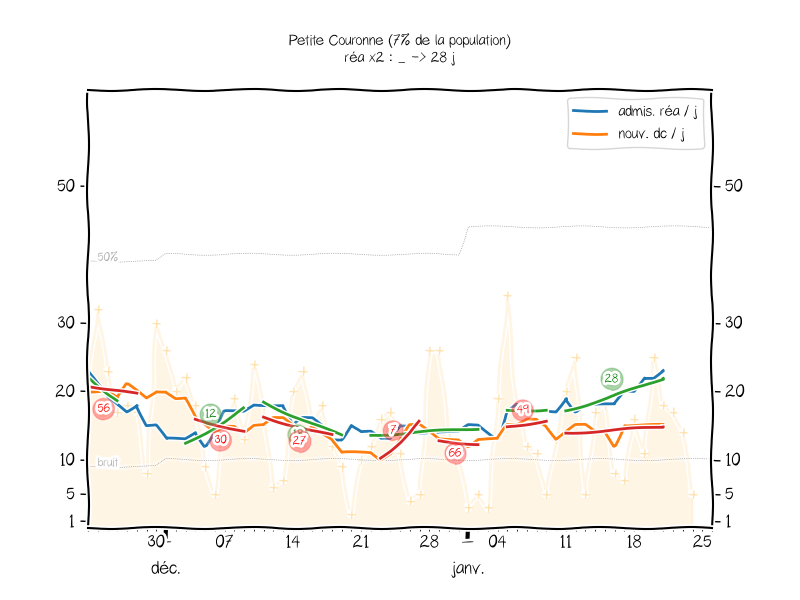 Petite Couronne (7% de la population)
réa x2 : _ -> 28 j
admis. réa / j
nouv. dc / j
50 50
50%
30 30
28
20 20
56 12 49
30 27 7
66
bruit
10 10
5 5
1 1
30 07 14 21 28 04 11 18 25
déc. janv.